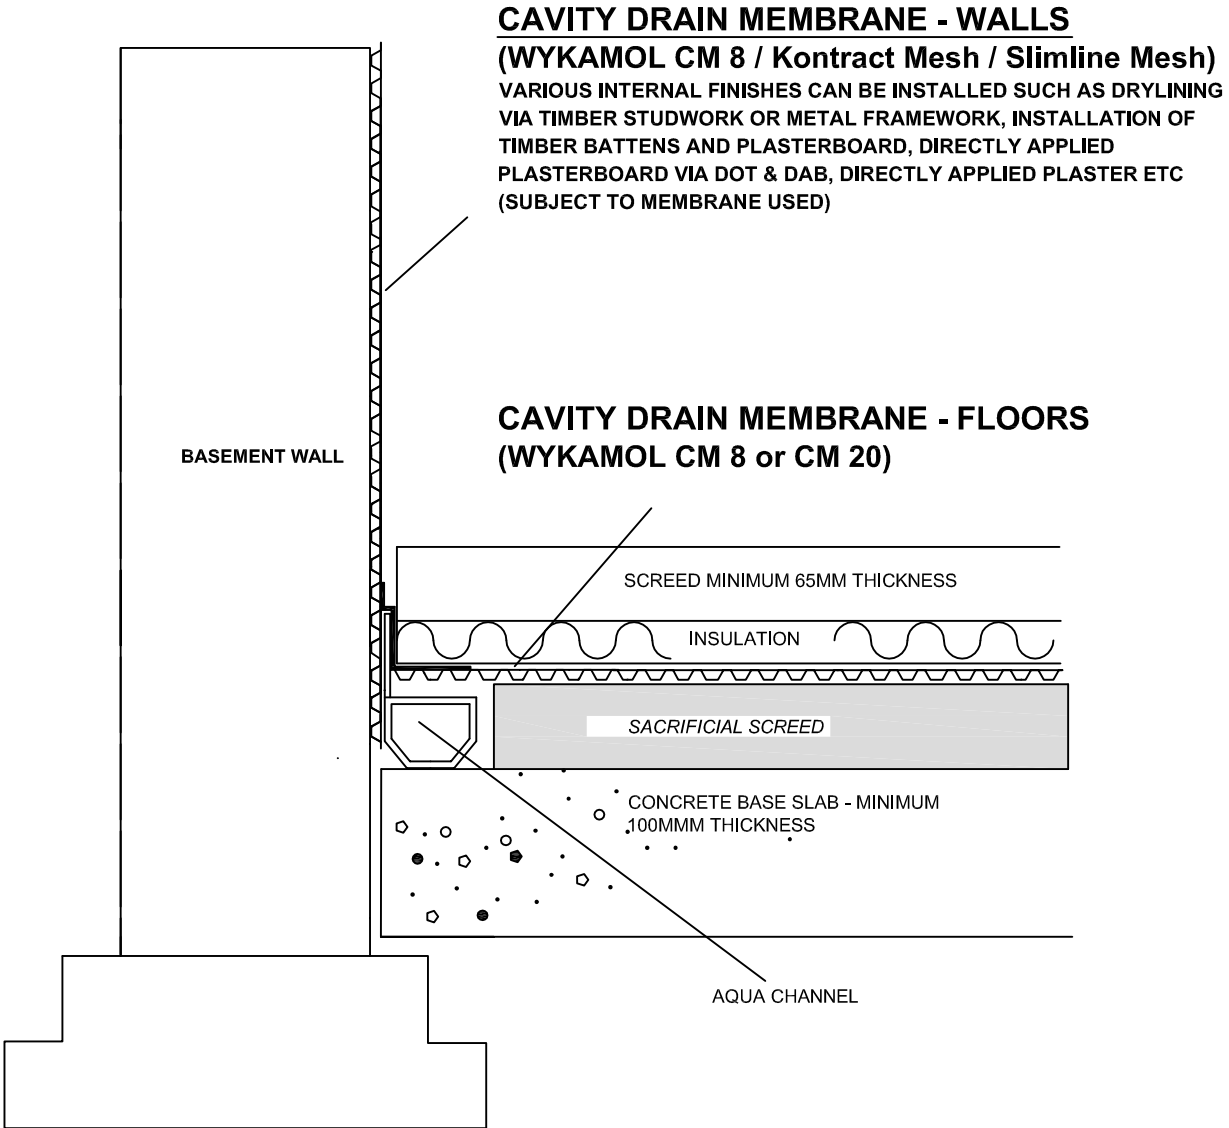 CAVITY DRAIN MEMBRANE - WALLS
(WYKAMOL CM 8 / Kontract Mesh / Slimline Mesh)
VARIOUS INTERNAL FINISHES CAN BE INSTALLED SUCH AS DRYLINING
VIA TIMBER STUDWORK OR METAL FRAMEWORK, INSTALLATION OF
TIMBER BATTENS AND PLASTERBOARD, DIRECTLY APPLIED
PLASTERBOARD VIA DOT & DAB, DIRECTLY APPLIED PLASTER ETC
(SUBJECT TO MEMBRANE USED)
CAVITY DRAIN MEMBRANE - FLOORS
(WYKAMOL CM 8 or CM 20)
BASEMENT WALL
SCREED MINIMUM 65MM THICKNESS
INSULATION
SACRIFICIAL SCREED
CONCRETE BASE SLAB - MINIMUM
100MMM THICKNESS
AQUA CHANNEL